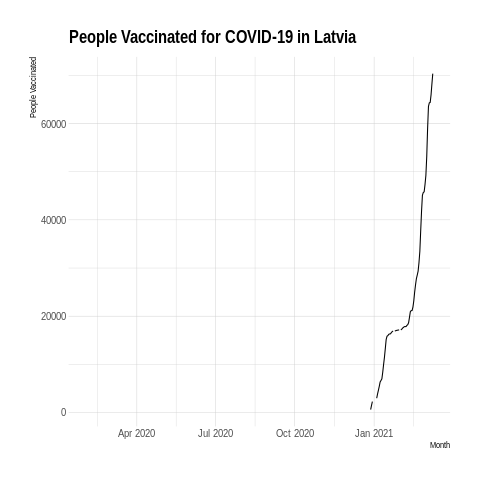 People Vaccinated for COVID-19 in Latvia
People Vaccinated
60000
40000
20000
0
Apr 2020
Jul 2020
Oct 2020
Jan 2021
Month